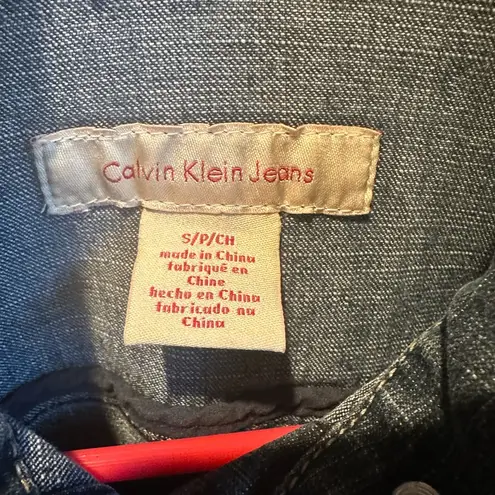 Calvin Klein Jeans
S/P/CH
made in China
fabriqué en
Chine
hecho en China
fabricado na
China